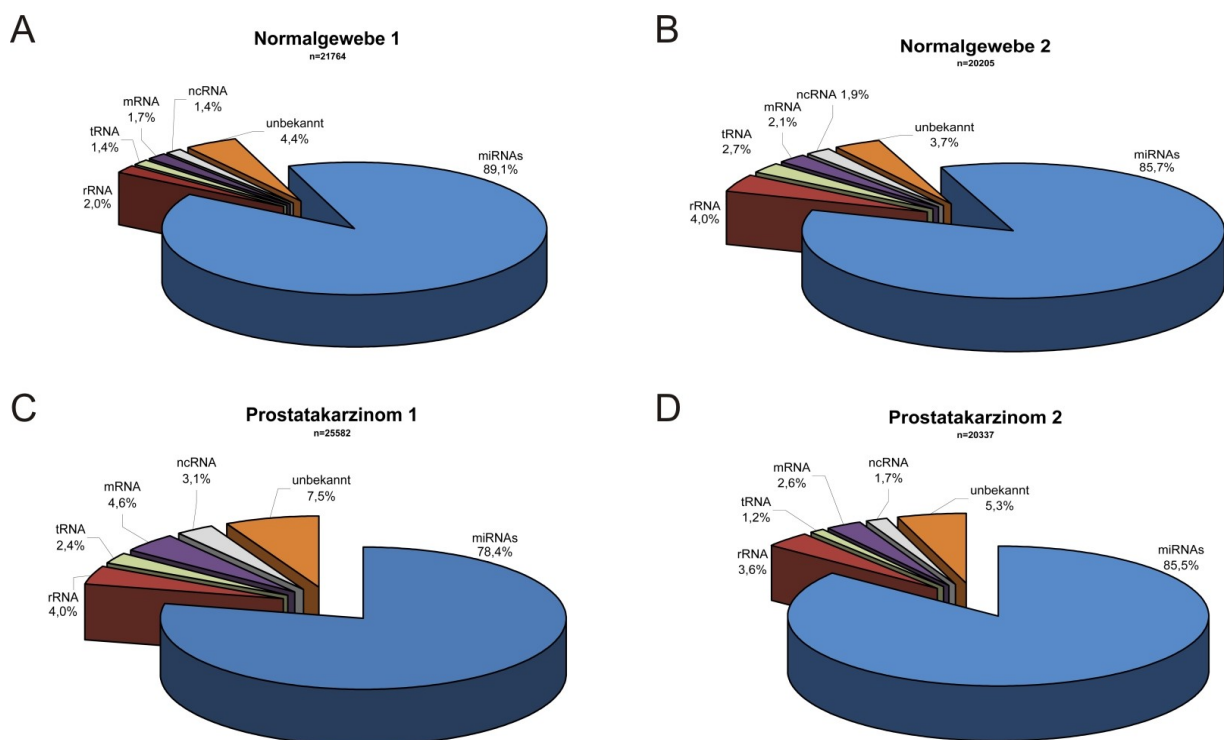 A
Normalgewebe 1
n=21764
ncRNA
1,4%
mRNA
1,7%
tRNA
1,4%
unbekannt
4,4%
miRNAs
89,1%
rRNA
2,0%
B
Normalgewebe 2
n=20205
ncRNA 1,9%
mRNA
2,1%
tRNA
2,7%
unbekannt
3,7%
miRNAs
85,7%
rRNA
4,0%
C
Prostatakarzinom 1
n=25582
ncRNA
3,1%
mRNA
4,6%
unbekannt
7,5%
tRNA
2,4%
miRNAs
78,4%
rRNA
4,0%
D
Prostatakarzinom 2
n=20337
mRNA
2,6%
ncRNA
1,7%
unbekannt
5,3%
tRNA
1,2%
miRNAs
85,5%
rRNA
3,6%